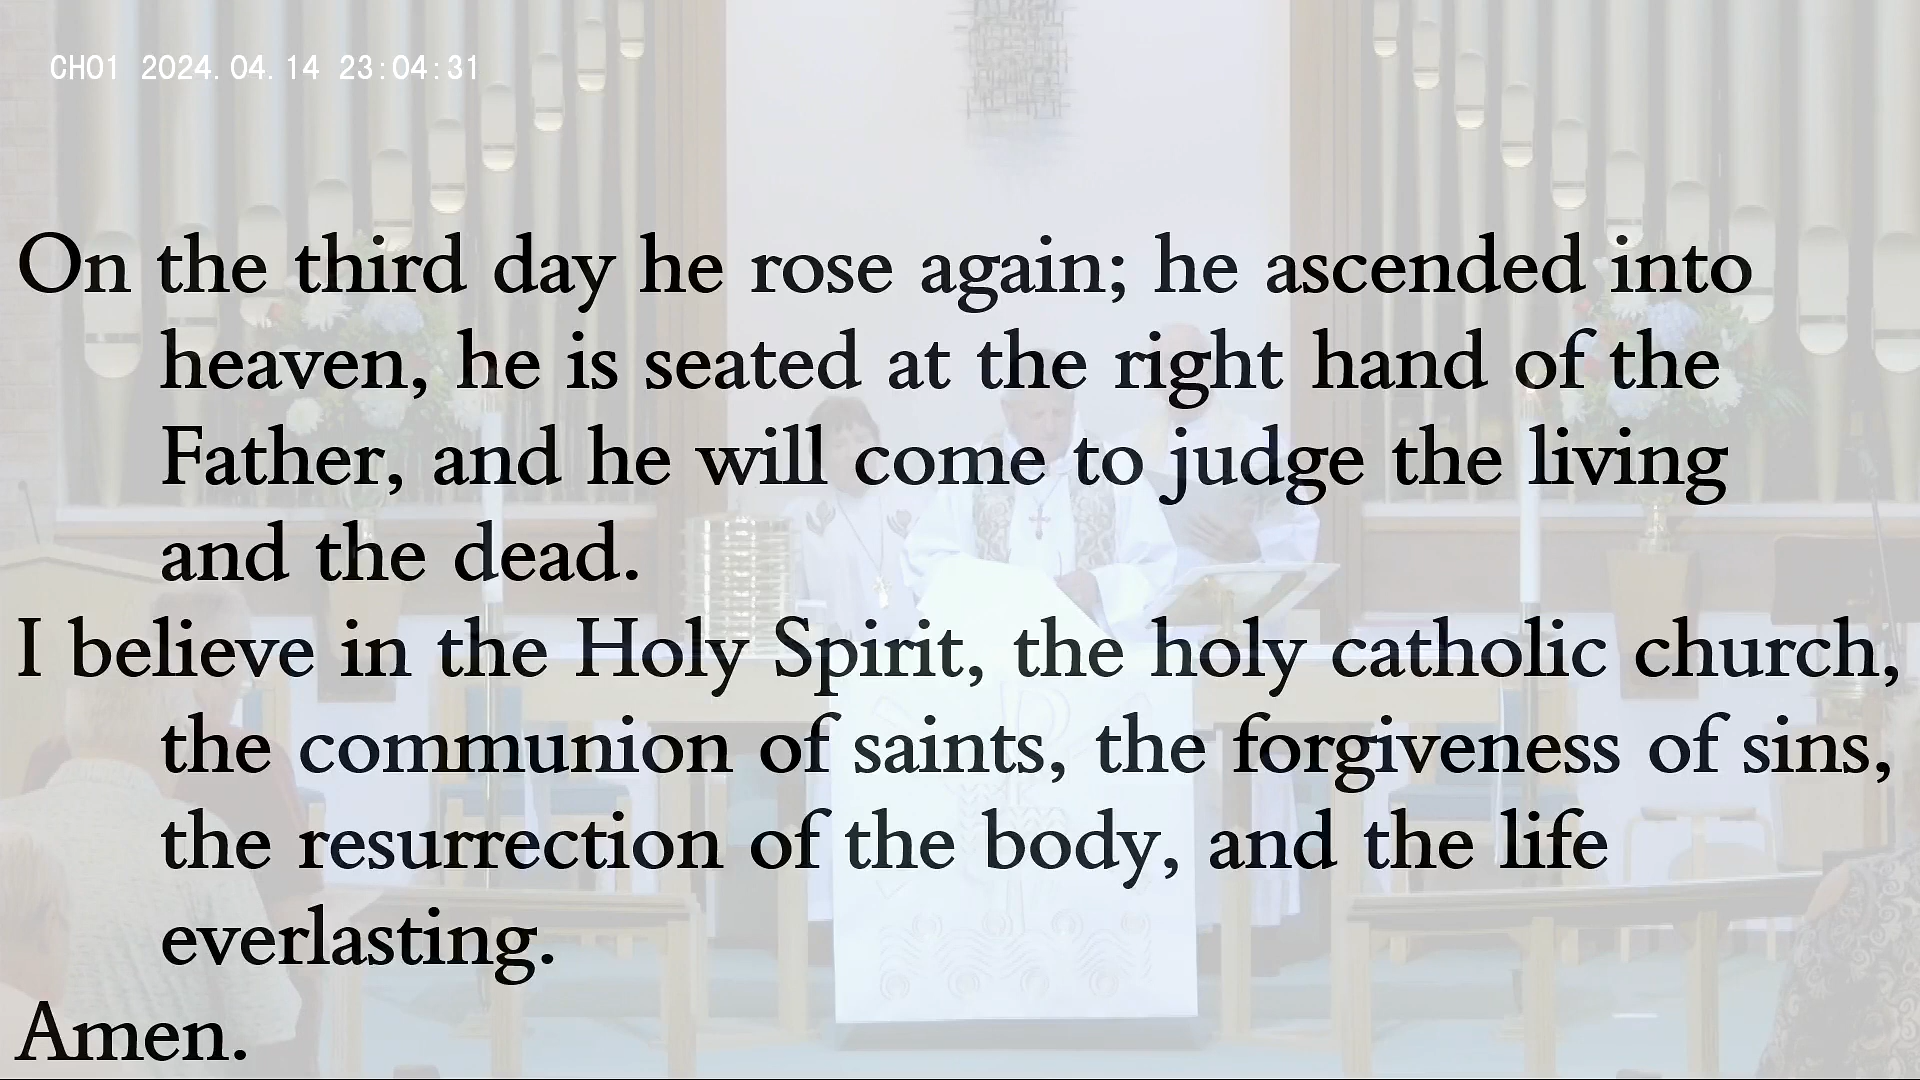 CH01 2024.04.14 23:04:31
On the third day he rose again; he ascended into
heaven, he is seated at the right hand of the
Father, and he will come to judge the living
and the dead.
I believe in the Holy Spirit, the holy catholic church,
the communion of saints, the forgiveness of sins,
the resurrection of the body, and the life
everlasting.
Amen.